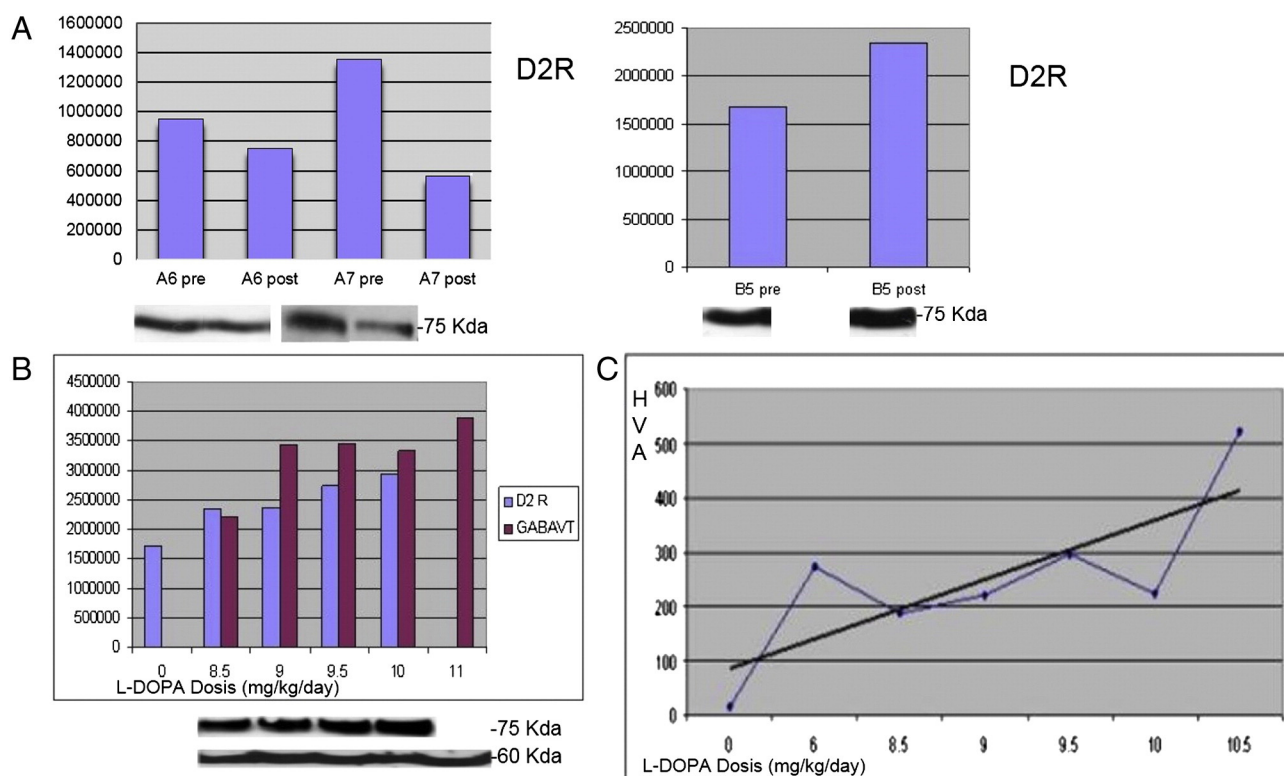 A
1600000
1400000
1200000
1000000
800000
600000
400000
200000
0
A6 pre A6 post A7 pre A7 post
D2R
-75 Kda
2500000
2000000
1500000
1000000
500000
0
B5 pre B5 post
D2R
-75 Kda
B
4500000
4000000
3500000
3000000
2500000
2000000
1500000
1000000
500000
0
0 8.5 9 9.5 10 11
L-DOPA Dosis (mg/kg/day)
D2 R
GABAVT
-75 Kda
-60 Kda
C
H
V
A
600
500
400
300
200
100
0
0 6 8.5 9 9.5 10 10.5
L-DOPA Dosis (mg/kg/day)